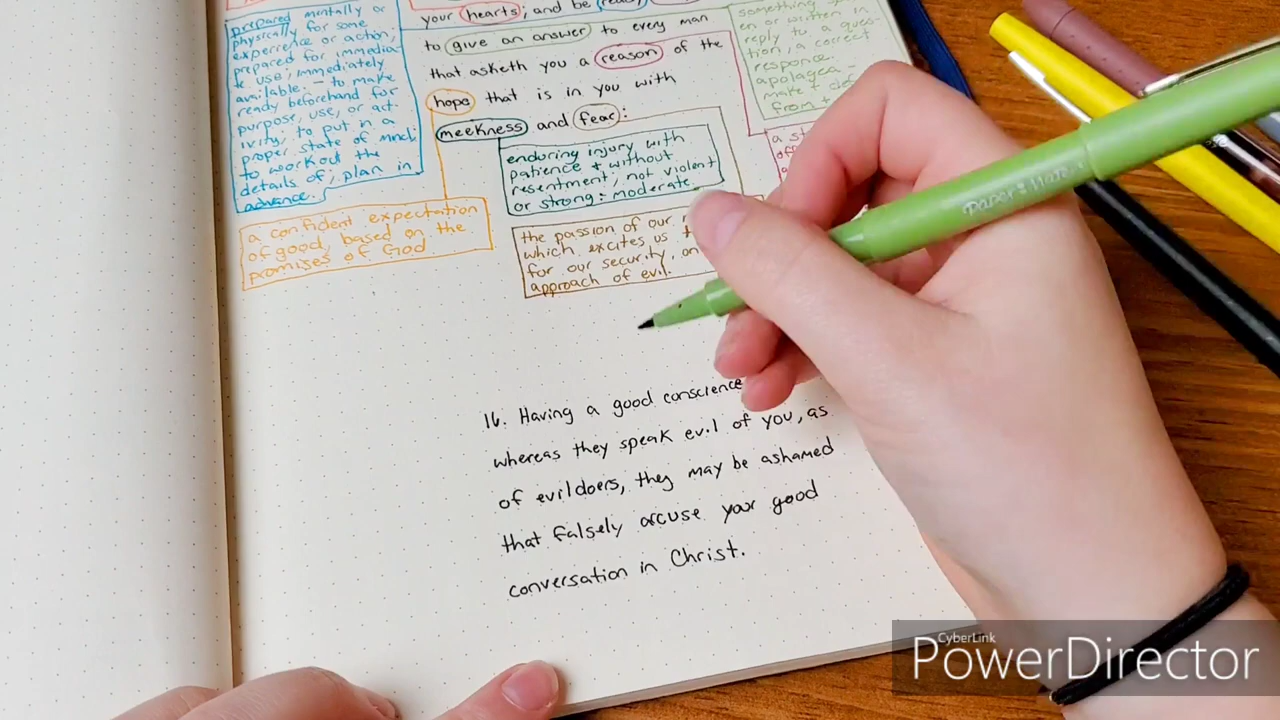 prepared mentally or
physically for some
experience or action,
prepared for immedia
te use; immediately
available. - to make
ready beforehand for
purpose, use, or act.
ivity; to put in a
proper state of mind;
to work out the
details of; plan in
advance.
your hearts; and be ready
to give an answer to every man
that asketh you a reason of the
hope that is in you with
meekness and fear:
something
en or written in
reply to a ques-
tion, a correct
response.
apolagea -
make +
from +
enduring injury with
patience + without
resentment; not violent
or strong: moderate
a confident expectation
of good, based on the
promises of God
the passion of our
which excites us
for our security, on
approach of evil.
16. Having a good conscience
whereas they speak evil of you, as
of evildoers, they may be ashamed
that falsely accuse your good
conversation in Christ.
Paper:Mate
CyberLink
PowerDirector